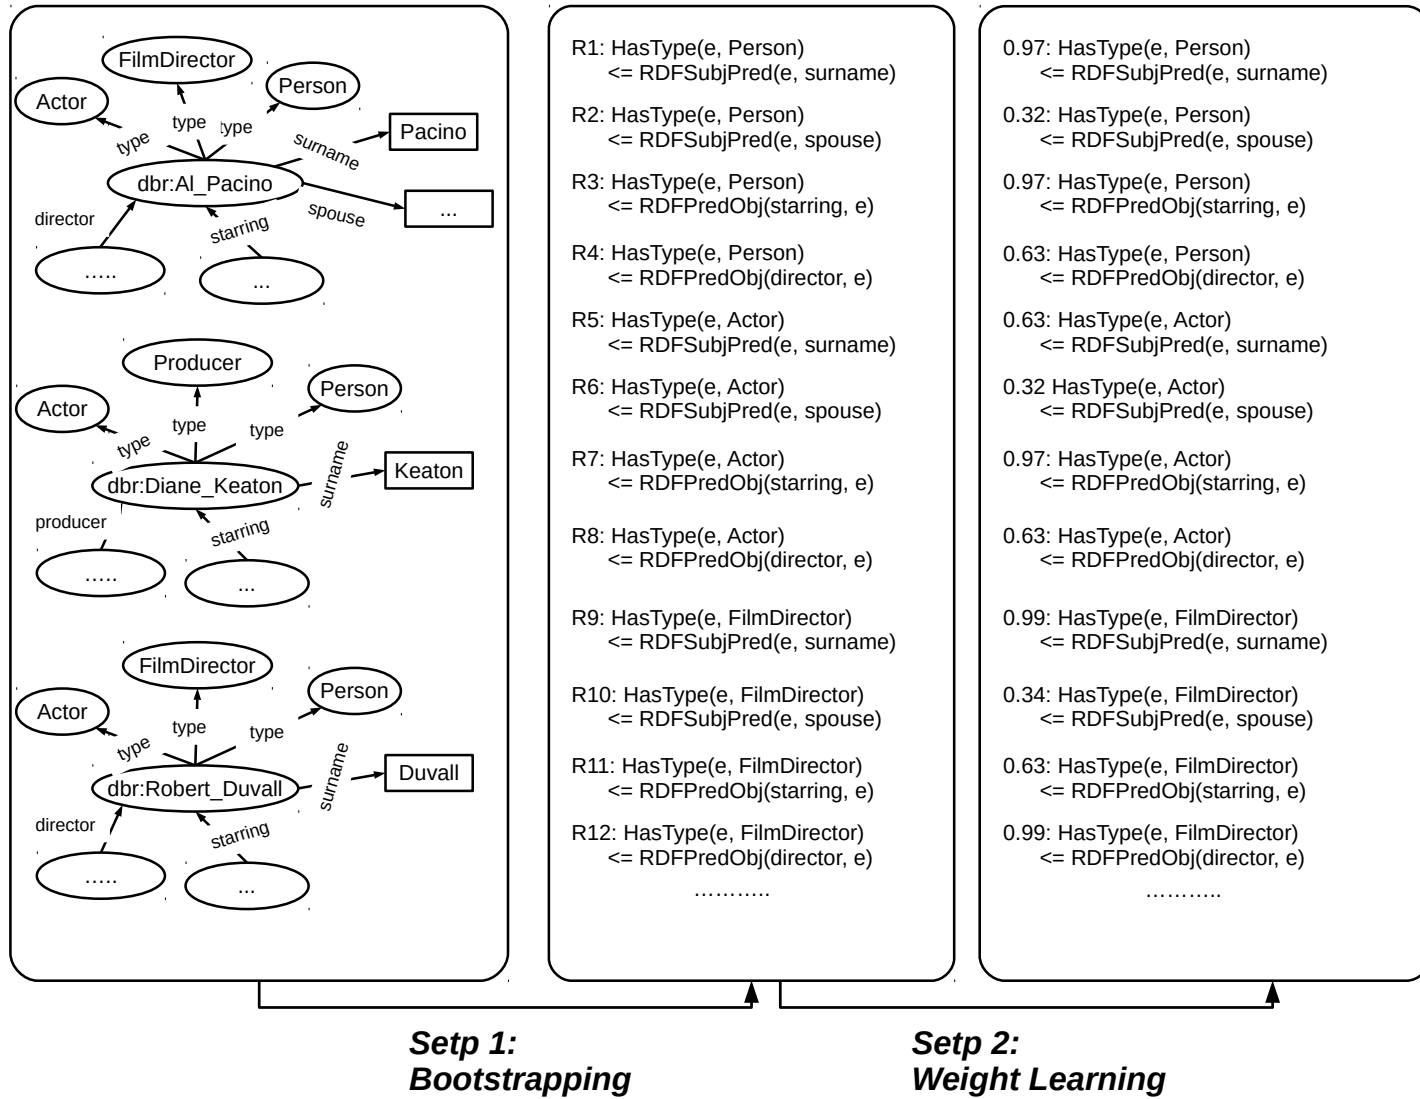 FilmDirector
Actor
Person
type
type
type
surname
Pacino
dbr:Al_Pacino
spouse
...
director
starring
.....
...
Producer
Actor
Person
type
type
type
surname
Keaton
dbr:Diane_Keaton
producer
starring
.....
...
FilmDirector
Actor
Person
type
type
type
surname
Duvall
dbr:Robert_Duvall
director
starring
.....
...
R1: HasType(e, Person)
<= RDFSubjPred(e, surname)
R2: HasType(e, Person)
<= RDFSubjPred(e, spouse)
R3: HasType(e, Person)
<= RDFPredObj(starring, e)
R4: HasType(e, Person)
<= RDFPredObj(director, e)
R5: HasType(e, Actor)
<= RDFSubjPred(e, surname)
R6: HasType(e, Actor)
<= RDFSubjPred(e, spouse)
R7: HasType(e, Actor)
<= RDFPredObj(starring, e)
R8: HasType(e, Actor)
<= RDFPredObj(director, e)
R9: HasType(e, FilmDirector)
<= RDFSubjPred(e, surname)
R10: HasType(e, FilmDirector)
<= RDFSubjPred(e, spouse)
R11: HasType(e, FilmDirector)
<= RDFPredObj(starring, e)
R12: HasType(e, FilmDirector)
<= RDFPredObj(director, e)
...........
0.97: HasType(e, Person)
<= RDFSubjPred(e, surname)
0.32: HasType(e, Person)
<= RDFSubjPred(e, spouse)
0.97: HasType(e, Person)
<= RDFPredObj(starring, e)
0.63: HasType(e, Person)
<= RDFPredObj(director, e)
0.63: HasType(e, Actor)
<= RDFSubjPred(e, surname)
0.32 HasType(e, Actor)
<= RDFSubjPred(e, spouse)
0.97: HasType(e, Actor)
<= RDFPredObj(starring, e)
0.63: HasType(e, Actor)
<= RDFPredObj(director, e)
0.99: HasType(e, FilmDirector)
<= RDFSubjPred(e, surname)
0.34: HasType(e, FilmDirector)
<= RDFSubjPred(e, spouse)
0.63: HasType(e, FilmDirector)
<= RDFPredObj(starring, e)
0.99: HasType(e, FilmDirector)
<= RDFPredObj(director, e)
...........
Setp 1:
Bootstrapping
Setp 2:
Weight Learning